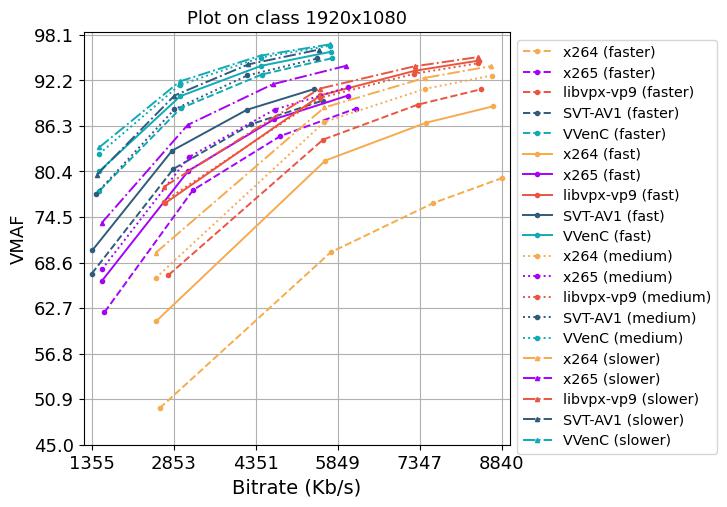 Plot on class 1920x1080
98.1
92.2
86.3
80.4
74.5
68.6
62.7
56.8
50.9
45.0
VMAF
1355
2853
4351
5849
7347
8840
Bitrate (Kb/s)
x264 (faster)
x265 (faster)
libvpx-vp9 (faster)
SVT-AV1 (faster)
VVenC (faster)
x264 (fast)
x265 (fast)
libvpx-vp9 (fast)
SVT-AV1 (fast)
VVenC (fast)
x264 (medium)
x265 (medium)
libvpx-vp9 (medium)
SVT-AV1 (medium)
VVenC (medium)
x264 (slower)
x265 (slower)
libvpx-vp9 (slower)
SVT-AV1 (slower)
VVenC (slower)